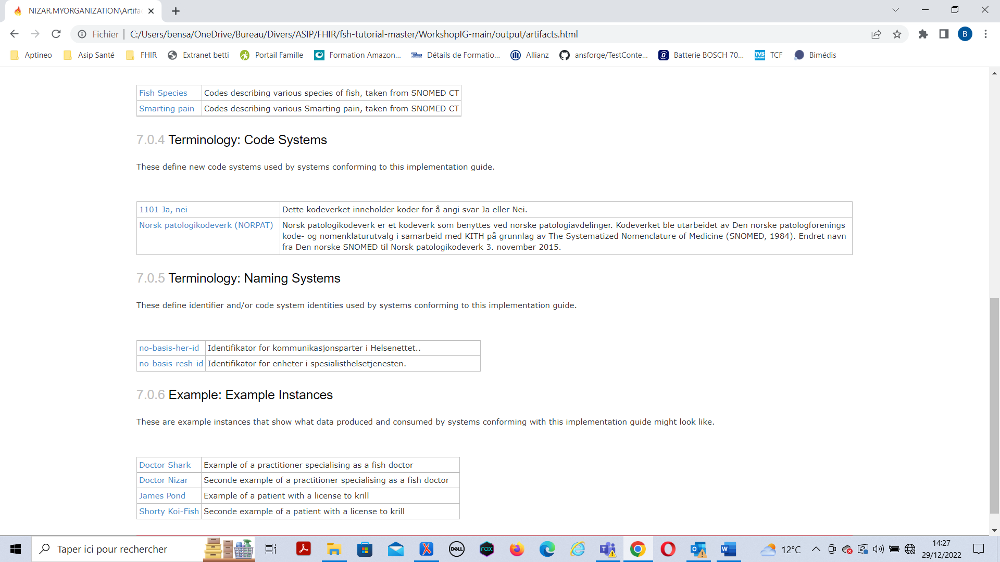 NIZAR.MYORGANIZATION\Artifa
Fichier | C:/Users/bensa/OneDrive/Bureau/Divers/ASIP/FHIR/fsh-tutorial-master/WorkshopIG-main/output/artifacts.html
B
Aptineo Asip Santé FHIR Extranet betti Portail Famille Formation Amazon... Détails de Formatio... Allianz ansforge/TestConte... Batterie BOSCH 70... TCF Bimédis
Fish Species Codes describing various species of fish, taken from SNOMED CT
Smarting pain Codes describing various Smarting pain, taken from SNOMED CT
7.0.4 Terminology: Code Systems
These define new code systems used by systems conforming to this implementation guide.
1101 Ja, nei Dette kodeverket inneholder koder for å angi svar Ja eller Nei.
Norsk patologikodeverk (NORPAT) Norsk patologikodeverk er et kodeverk som benyttes ved norske patologiavdelinger. Kodeverket ble utarbeidet av Den norske patologforenings
kode- og nomenklaturutvalg i samarbeid med KITH på grunnlag av The Systematized Nomenclature of Medicine (SNOMED, 1984). Endret navn
fra Den norske SNOMED til Norsk patologikodeverk 3. november 2015.
7.0.5 Terminology: Naming Systems
These define identifier and/or code system identities used by systems conforming to this implementation guide.
no-basis-her-id Identifikator for kommunikasjonsparter i Helsenettet..
no-basis-resh-id Identifikator for enheter i spesialisthelsetjenesten.
7.0.6 Example: Example Instances
These are example instances that show what data produced and consumed by systems conforming with this implementation guide might look like.
Doctor Shark Example of a practitioner specialising as a fish doctor
Doctor Nizar Seconde example of a practitioner specialising as a fish doctor
James Pond Example of a patient with a license to krill
Shorty Koi-Fish Seconde example of a patient with a license to krill
Taper ici pour rechercher
DELL
nox
12°C
14:27
29/12/2022